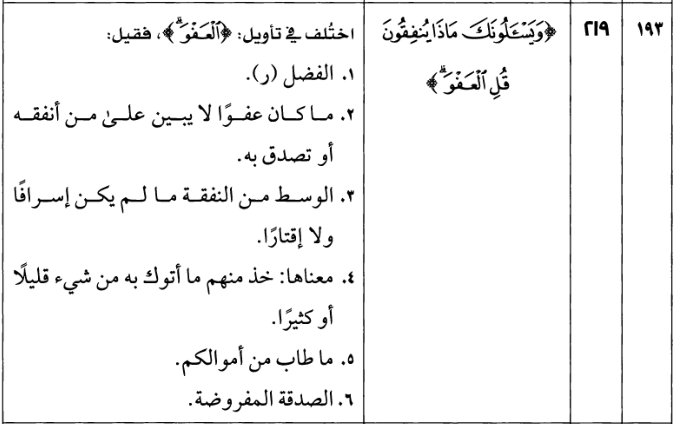 ١٩٣
٢١٩
﴿وَيَسْـَٔلُونَكَ مَاذَا يُنفِقُونَ
قُلِ ٱلْعَفْوَۗ﴾
اختُلف في تأويل: ﴿ٱلْعَفْوَۗ﴾، فقيل:
١. الفضل (ر).
٢. ما كان عفوًا لا يبين علىٰ من أنفقه
أو تصدق به.
٣. الوسط من النفقة ما لم يكن إسرافًا
ولا إقتارًا.
٤. معناها: خذ منهم ما أتوك به من شيء قليلًا
أو كثيرًا.
٥. ما طاب من أموالكم.
٦. الصدقة المفروضة.